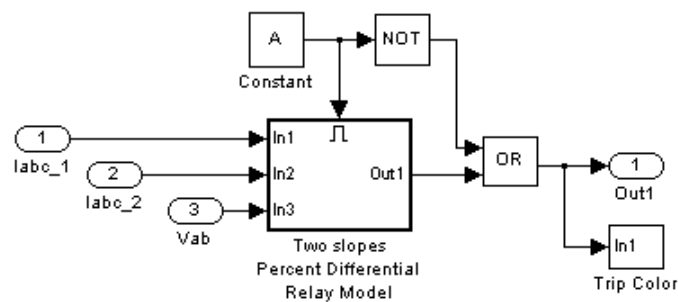 A
NOT
Constant
1
Iabc_1
In1
2
Iabc_2
In2
Out1
OR
1
Out1
3
Vab
In3
In1
Two slopes
Percent Differential
Relay Model
Trip Color